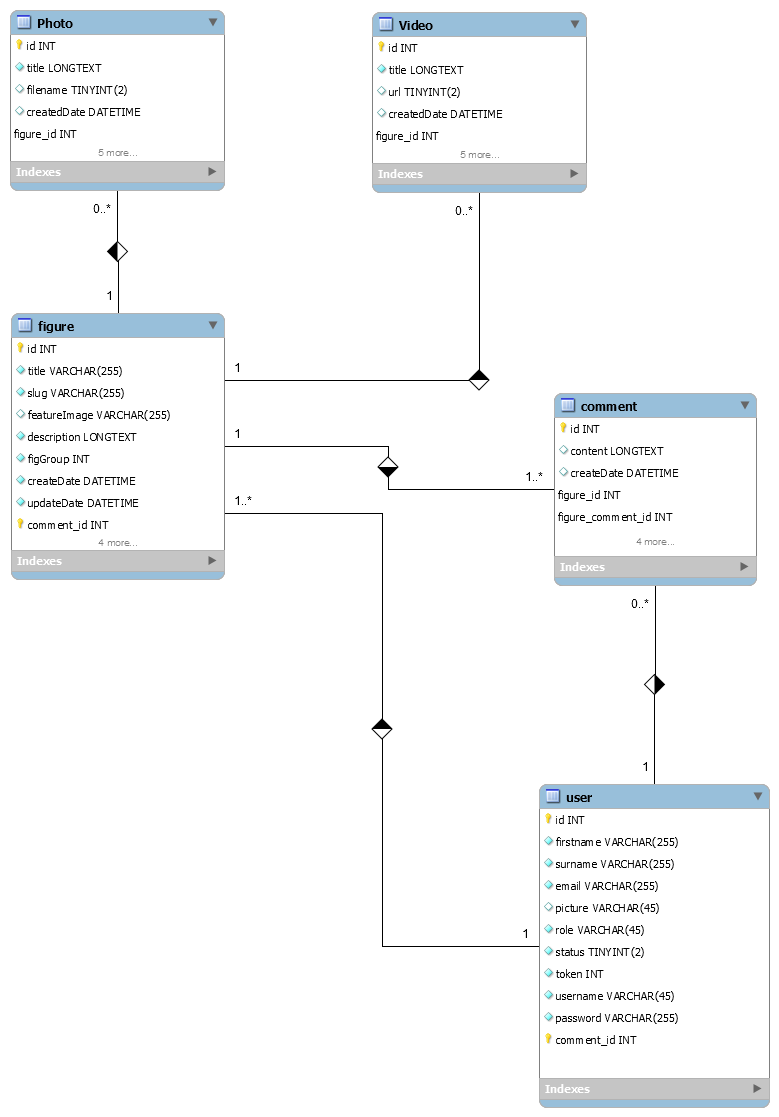 Photo
id INT
title LONGTEXT
filename TINYINT(2)
createdDate DATETIME
figure_id INT
5 more...
Indexes
Video
id INT
title LONGTEXT
url TINYINT(2)
createdDate DATETIME
figure_id INT
5 more...
Indexes
0..*
1
0..*
1
figure
id INT
title VARCHAR(255)
slug VARCHAR(255)
featureImage VARCHAR(255)
description LONGTEXT
figGroup INT
createDate DATETIME
updateDate DATETIME
comment_id INT
4 more...
Indexes
1
1..*
1..*
1
comment
id INT
content LONGTEXT
createDate DATETIME
figure_id INT
figure_comment_id INT
4 more...
Indexes
0..*
1
user
id INT
firstname VARCHAR(255)
surname VARCHAR(255)
email VARCHAR(255)
picture VARCHAR(45)
role VARCHAR(45)
status TINYINT(2)
token INT
username VARCHAR(45)
password VARCHAR(255)
comment_id INT
Indexes